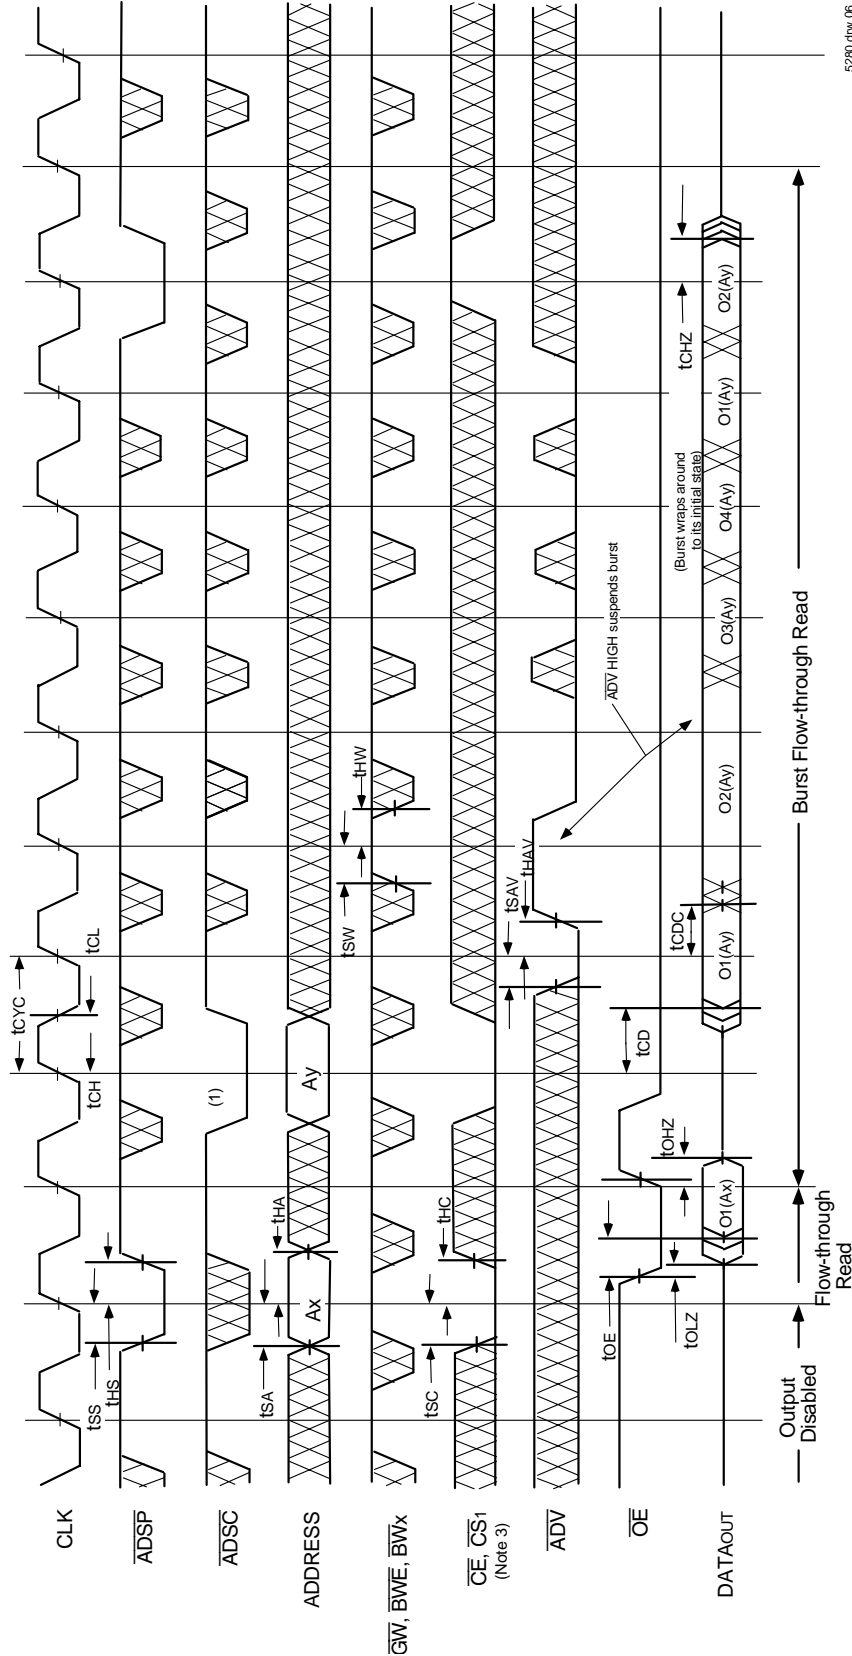 5280 drw 06
CLK
tCYC
tCH
tCL
tSS
tHS
ADSP
ADSC
(1)
ADDRESS
tSA
tHA
Ax
Ay
GW, BWE, BWx
tSW
tHW
CE, CS1
(Note 3)
tSC
tHC
ADV
tSAV
tHAV
ADV HIGH suspends burst
OE
tOE
tOHZ
tOLZ
tCD
tCDC
tCHZ
(Burst wraps around
to its initial state)
DATAOUT
O1(Ax)
O1(Ay)
O2(Ay)
O3(Ay)
O4(Ay)
O1(Ay)
O2(Ay)
Output
Disabled
Flow-through
Read
Burst Flow-through Read